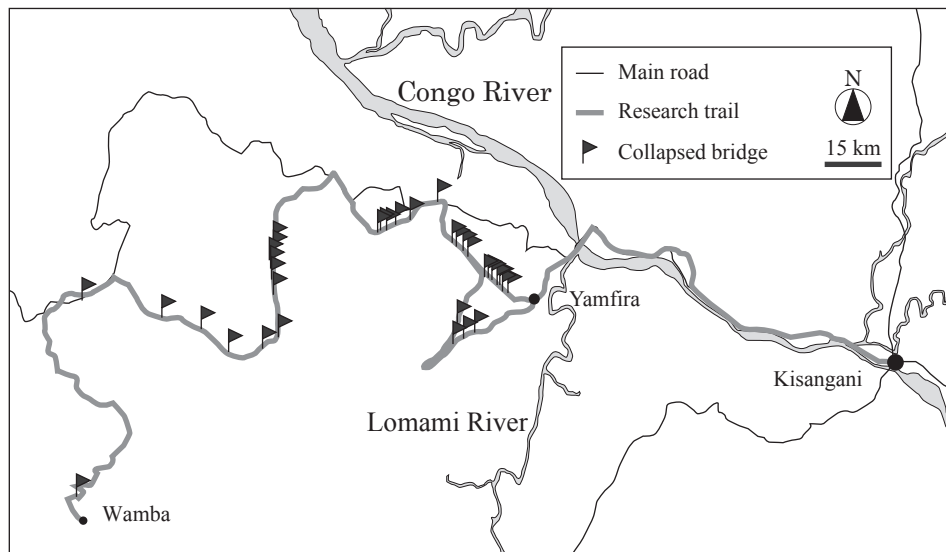 Congo River
Main road
N
Research trail
15 km
Collapsed bridge
Yamfira
Kisangani
Lomami River
Wamba